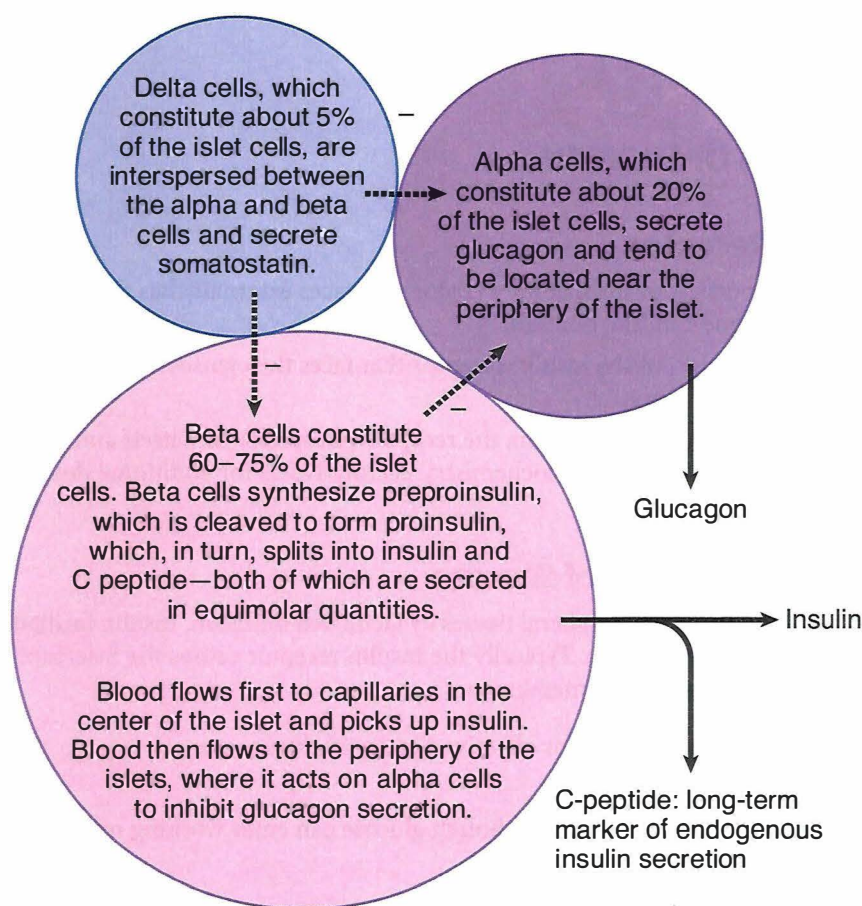 Delta cells, which
constitute about 5%
of the islet cells, are
interspersed between
the alpha and beta
cells and secrete
somatostatin.
–
Alpha cells, which
constitute about 20%
of the islet cells, secrete
glucagon and tend to
be located near the
periphery of the islet.
–
–
Beta cells constitute
60–75% of the islet
cells. Beta cells synthesize preproinsulin,
which is cleaved to form proinsulin,
which, in turn, splits into insulin and
C peptide—both of which are secreted
in equimolar quantities.
Blood flows first to capillaries in the
center of the islet and picks up insulin.
Blood then flows to the periphery of the
islets, where it acts on alpha cells
to inhibit glucagon secretion.
Glucagon
Insulin
C-peptide: long-term
marker of endogenous
insulin secretion